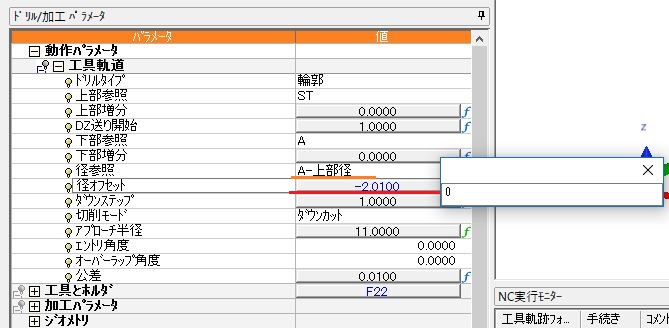 ﾄﾞﾘﾙ/加工 ﾊﾟﾗﾒｰﾀ
ﾊﾟﾗﾒｰﾀ 値
動作ﾊﾟﾗﾒｰﾀ
工具軌道
ﾄﾞﾘﾙﾀｲﾌﾟ 輪郭
上部参照 ST
上部増分 0.0000 f
DZ送り開始 1.0000 f
下部参照 A
下部増分 0.0000 f
径参照 A-上部径
径オフセット -2.0100
ﾀﾞｳﾝｽﾃｯﾌﾟ 1.0000
切削ﾓｰﾄﾞ ﾀﾞｳﾝｶｯﾄ
ｱﾌﾟﾛｰﾁ半径 11.0000 f
ｴﾝﾄﾘ角度 0.0000
ｵｰﾊﾞｰﾗｯﾌﾟ角度 0.0000
公差 0.0100 f
工具とﾎﾙﾀﾞ F22
加工ﾊﾟﾗﾒｰﾀ
ｼﾞｵﾒﾄﾘ
z
0
NC実行ﾓﾆﾀｰ
工具軌跡ﾌｫ... 手続き ｺﾒﾝﾄ